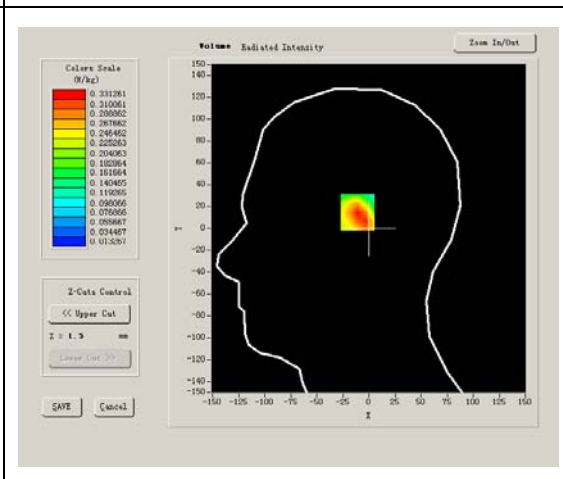 Volume Radiated Intensity
Zoom In/Out
Colors Scale
(W/kg)
0.331261
0.310061
0.288862
0.267662
0.246462
0.225263
0.204063
0.182864
0.161664
0.140465
0.119265
0.098066
0.076866
0.055667
0.034467
0.013267
Z-Cuts Control
<< Upper Cut
Z = 1.5 mm
Lower Cut >>
SAVE Cancel
150
140
120
100
80
60
40
20
0
-20
-40
-60
-80
-100
-120
-140
-150
Y
-150 -125 -100 -75 -50 -25 0 25 50 75 100 125 150
X